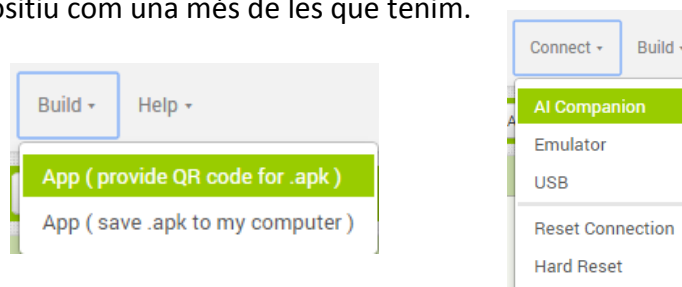 ositiu com una més de les que tenim.
Build Help
App ( provide QR code for .apk )
App ( save .apk to my computer )
Connect Build
AI Companion
Emulator
USB
Reset Connection
Hard Reset